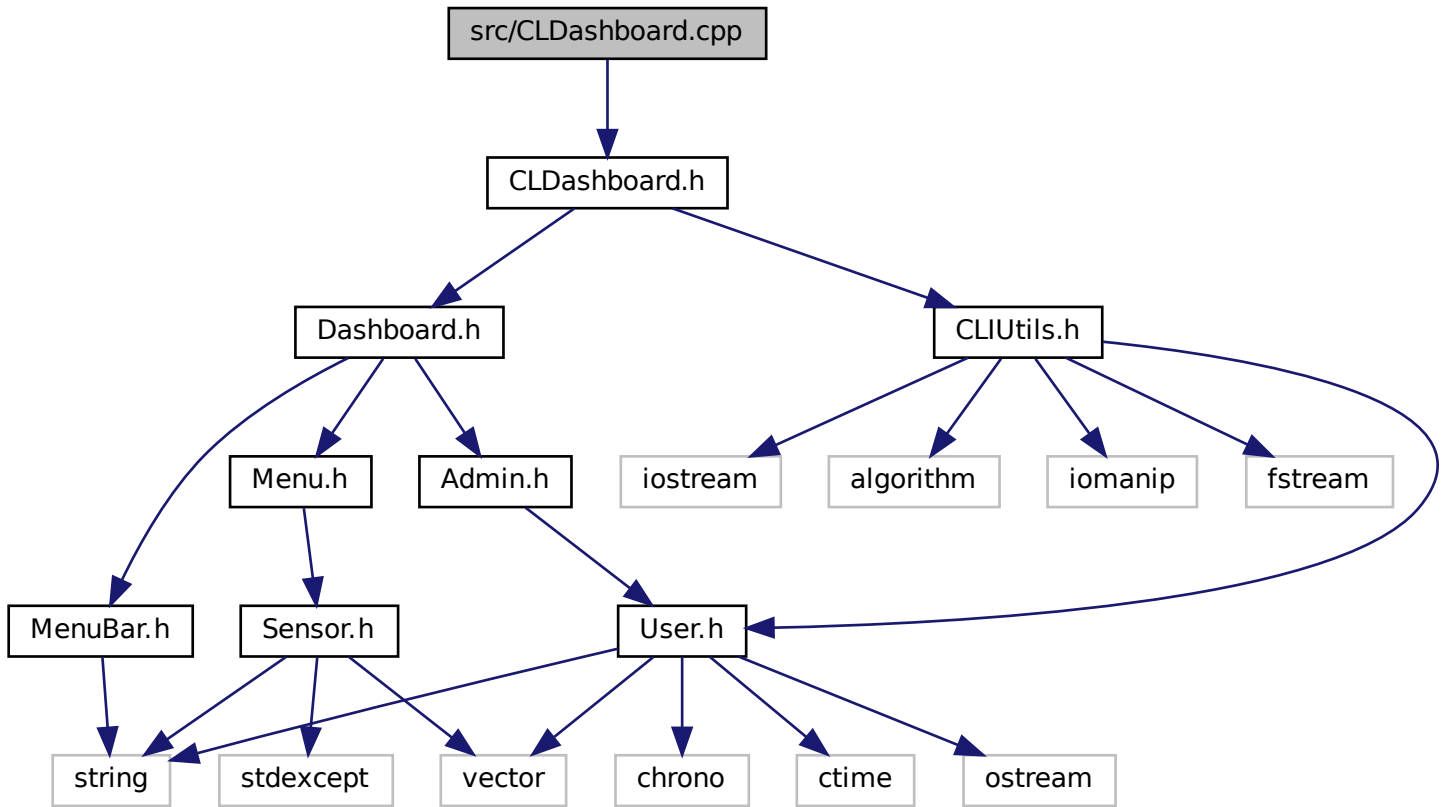 src/CLDashboard.cpp
CLDashboard.h
Dashboard.h
CLIUtils.h
Menu.h
Admin.h
iostream
algorithm
iomanip
fstream
MenuBar.h
Sensor.h
User.h
string
stdexcept
vector
chrono
ctime
ostream